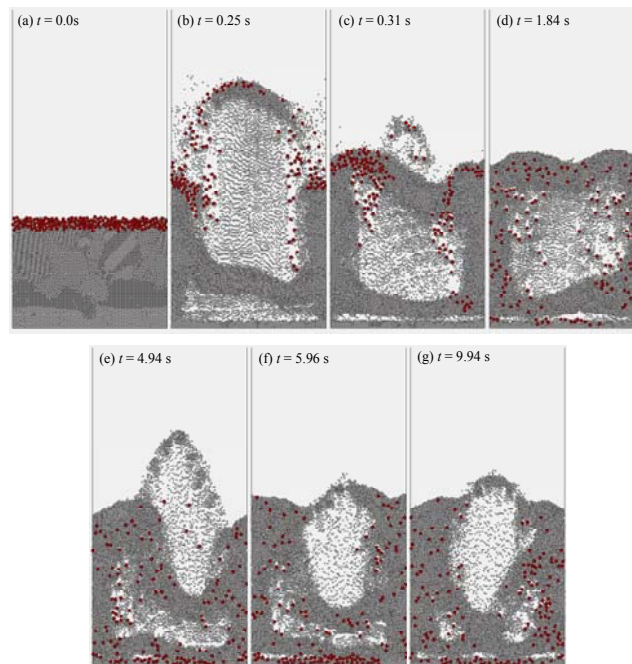 (a) t = 0.0s
(b) t = 0.25 s
(c) t = 0.31 s
(d) t = 1.84 s
(e) t = 4.94 s
(f) t = 5.96 s
(g) t = 9.94 s